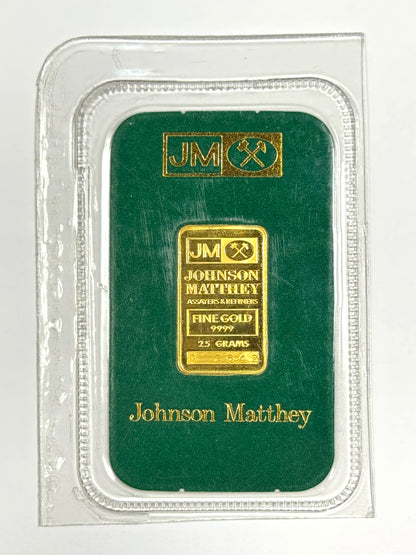 JM
JM
JOHNSON
MATTHEY
ASSAYERS & REFINERS
FINE GOLD
9999
2.5 GRAMS
Johnson Matthey